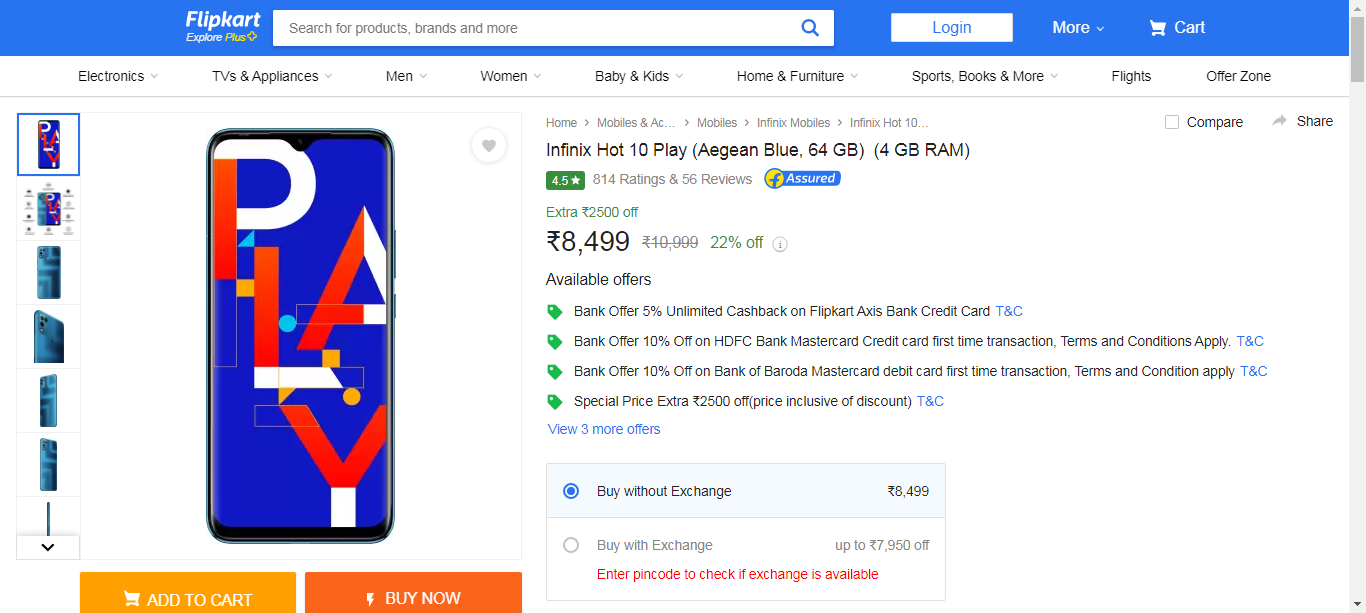 Flipkart
Explore Plus
Search for products, brands and more
Login
More
Cart
Electronics
TVs & Appliances
Men
Women
Baby & Kids
Home & Furniture
Sports, Books & More
Flights
Offer Zone
PLAY
Home
Mobiles & Ac...
Mobiles
Infinix Mobiles
Infinix Hot 10...
Compare
Share
Infinix Hot 10 Play (Aegean Blue, 64 GB) (4 GB RAM)
4.5★ 814 Ratings & 56 Reviews Assured
Extra ₹2500 off
₹8,499 ₹10,999 22% off
Available offers
Bank Offer 5% Unlimited Cashback on Flipkart Axis Bank Credit Card T&C
Bank Offer 10% Off on HDFC Bank Mastercard Credit card first time transaction, Terms and Conditions Apply. T&C
Bank Offer 10% Off on Bank of Baroda Mastercard debit card first time transaction, Terms and Condition apply T&C
Special Price Extra ₹2500 off(price inclusive of discount) T&C
View 3 more offers
Buy without Exchange ₹8,499
Buy with Exchange up to ₹7,950 off
Enter pincode to check if exchange is available
ADD TO CART
BUY NOW